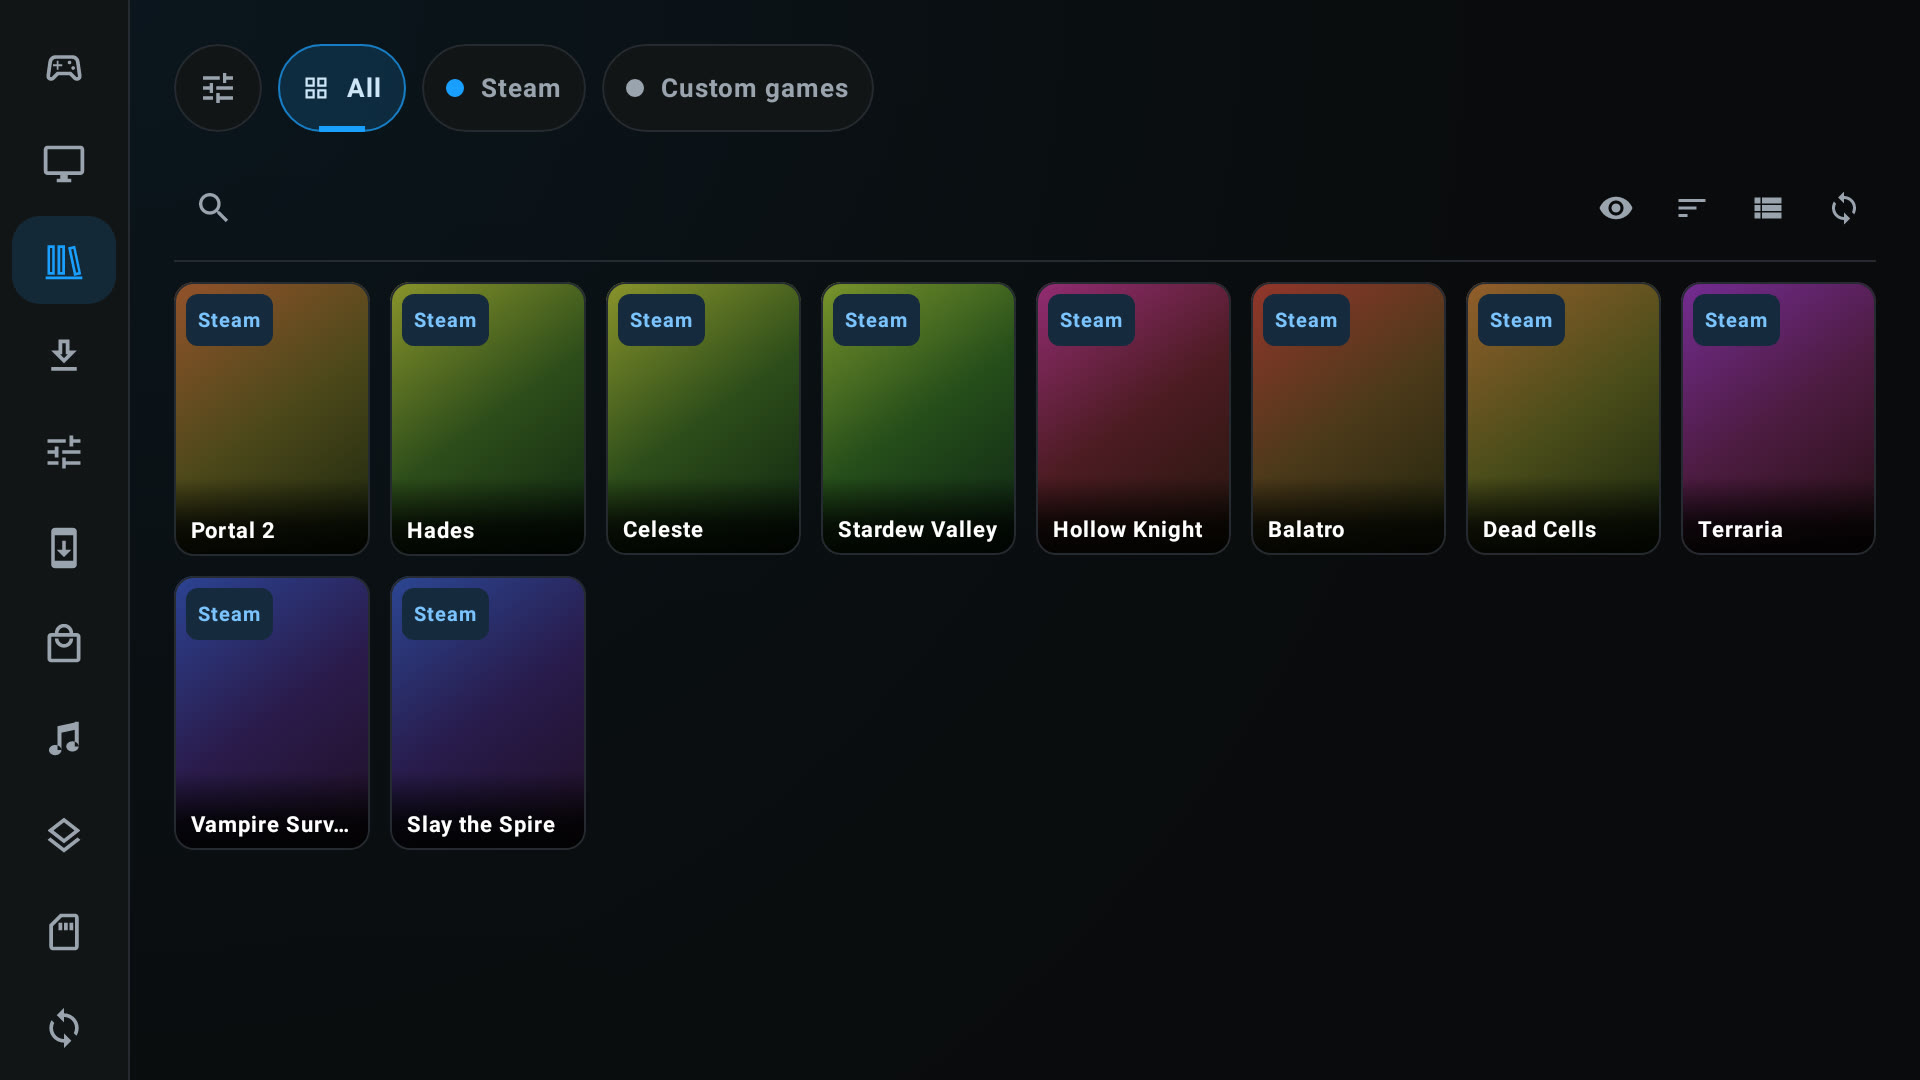 All
Steam
Custom games
Steam
Steam
Steam
Steam
Steam
Steam
Steam
Steam
Portal 2
Hades
Celeste
Stardew Valley
Hollow Knight
Balatro
Dead Cells
Terraria
Steam
Steam
Vampire Surv…
Slay the Spire